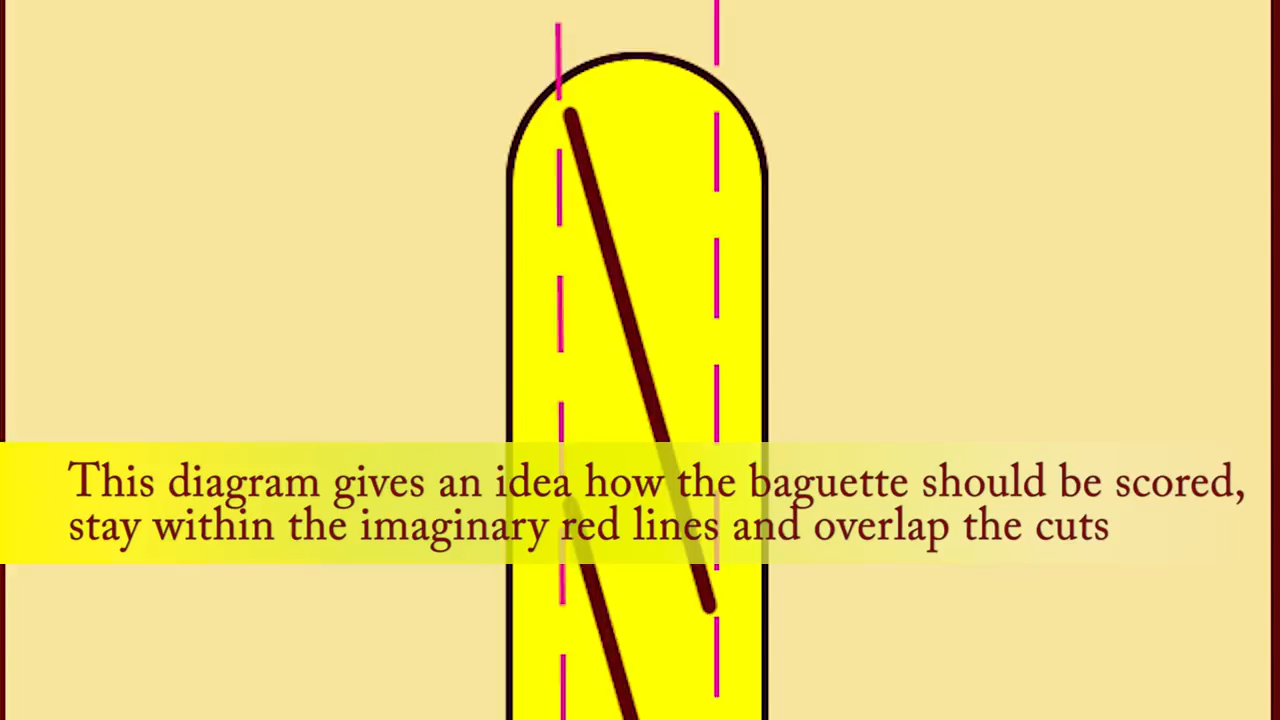 This diagram gives an idea how the baguette should be scored,
stay within the imaginary red lines and overlap the cuts